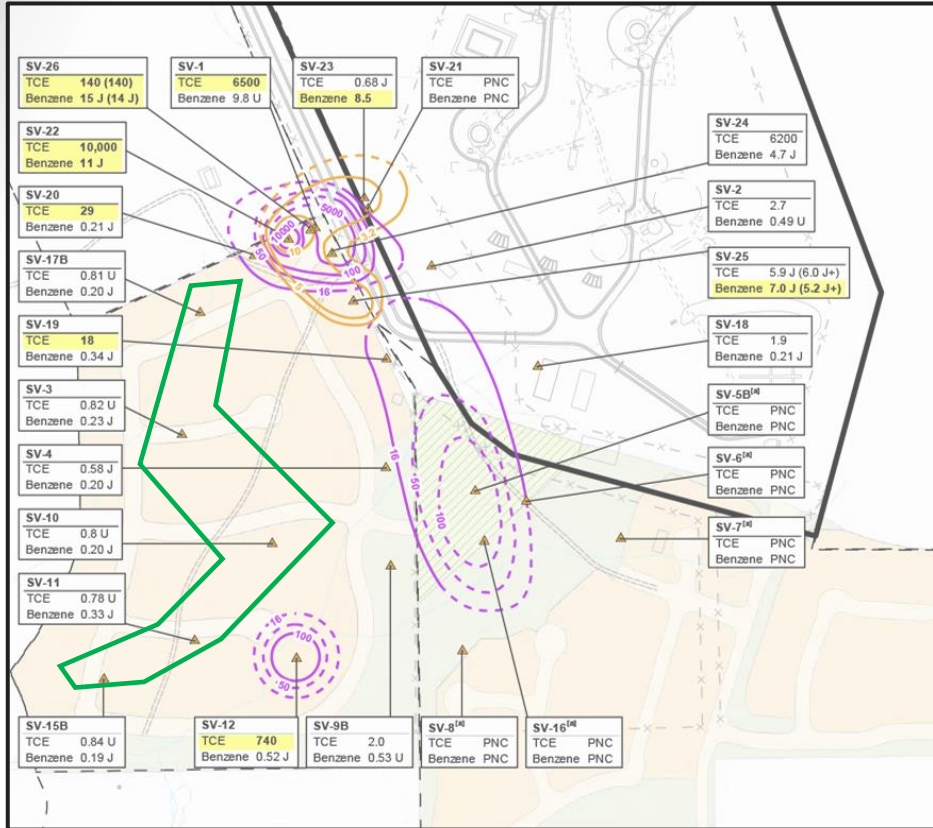 SV-26
TCE 140 (140)
Benzene 15 J (14 J)
SV-1
TCE 6500
Benzene 9.8 U
SV-23
TCE 0.68 J
Benzene 8.5
SV-21
TCE PNC
Benzene PNC
SV-22
TCE 10,000
Benzene 11 J
SV-24
TCE 6200
Benzene 4.7 J
SV-20
TCE 29
Benzene 0.21 J
SV-2
TCE 2.7
Benzene 0.49 U
SV-17B
TCE 0.81 U
Benzene 0.20 J
SV-25
TCE 5.9 J (6.0 J+)
Benzene 7.0 J (5.2 J+)
SV-19
TCE 18
Benzene 0.34 J
SV-18
TCE 1.9
Benzene 0.21 J
SV-3
TCE 0.82 U
Benzene 0.23 J
SV-5B[a]
TCE PNC
Benzene PNC
SV-4
TCE 0.58 J
Benzene 0.20 J
SV-6[a]
TCE PNC
Benzene PNC
SV-10
TCE 0.8 U
Benzene 0.20 J
SV-7[a]
TCE PNC
Benzene PNC
SV-11
TCE 0.78 U
Benzene 0.33 J
SV-15B
TCE 0.84 U
Benzene 0.19 J
SV-12
TCE 740
Benzene 0.52 J
SV-9B
TCE 2.0
Benzene 0.53 U
SV-8[a]
TCE PNC
Benzene PNC
SV-16[a]
TCE PNC
Benzene PNC
5000
10000
3.2
50
10
5
100
16
16
50
100
16
100
50